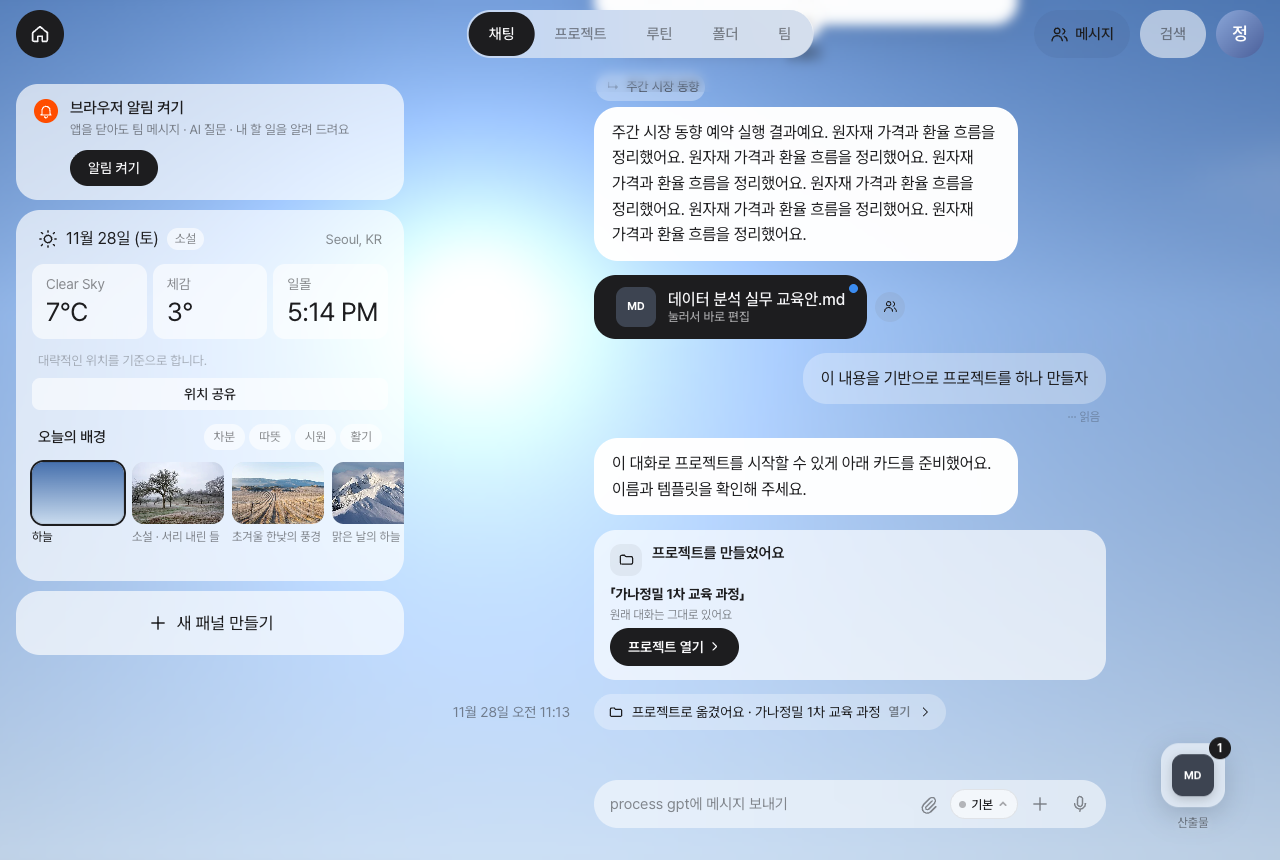 채팅
프로젝트
루틴
폴더
팀
메시지
검색
정
브라우저 알림 켜기
앱을 닫아도 팀 메시지 · AI 질문 · 내 할 일을 알려 드려요
알림 켜기
11월 28일 (토)
소설
Seoul, KR
Clear Sky
7°C
체감
3°
일몰
5:14 PM
대략적인 위치를 기준으로 합니다.
위치 공유
오늘의 배경
차분
따뜻
시원
활기
하늘
소설 · 서리 내린 들
초겨울 한낮의 풍경
맑은 날의 하늘
새 패널 만들기
주간 시장 동향
주간 시장 동향 예약 실행 결과예요. 원자재 가격과 환율 흐름을
정리했어요. 원자재 가격과 환율 흐름을 정리했어요. 원자재
가격과 환율 흐름을 정리했어요. 원자재 가격과 환율 흐름을
정리했어요. 원자재 가격과 환율 흐름을 정리했어요. 원자재
가격과 환율 흐름을 정리했어요.
MD
데이터 분석 실무 교육안.md
눌러서 바로 편집
이 내용을 기반으로 프로젝트를 하나 만들자
··· 읽음
이 대화로 프로젝트를 시작할 수 있게 아래 카드를 준비했어요.
이름과 템플릿을 확인해 주세요.
프로젝트를 만들었어요
「가나정밀 1차 교육 과정」
원래 대화는 그대로 있어요
프로젝트 열기
11월 28일 오전 11:13
프로젝트로 옮겼어요 · 가나정밀 1차 교육 과정 열기
process gpt에 메시지 보내기
기본
1
MD
산출물